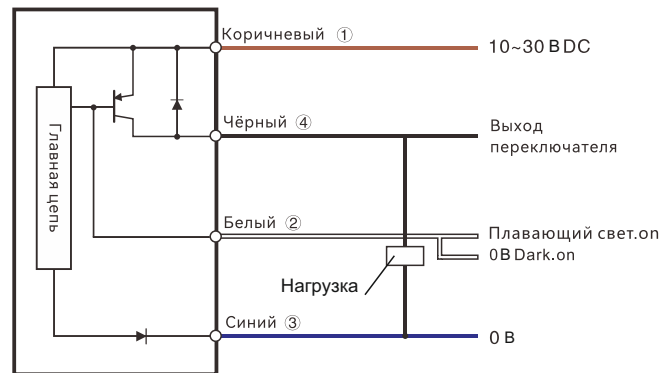 Коричневый ①
10~30 В DC
Главная цепь
Чёрный ④
Выход
переключателя
Белый ②
Плавающий свет.on
0В Dark.on
Нагрузка
Синий ③
0 В